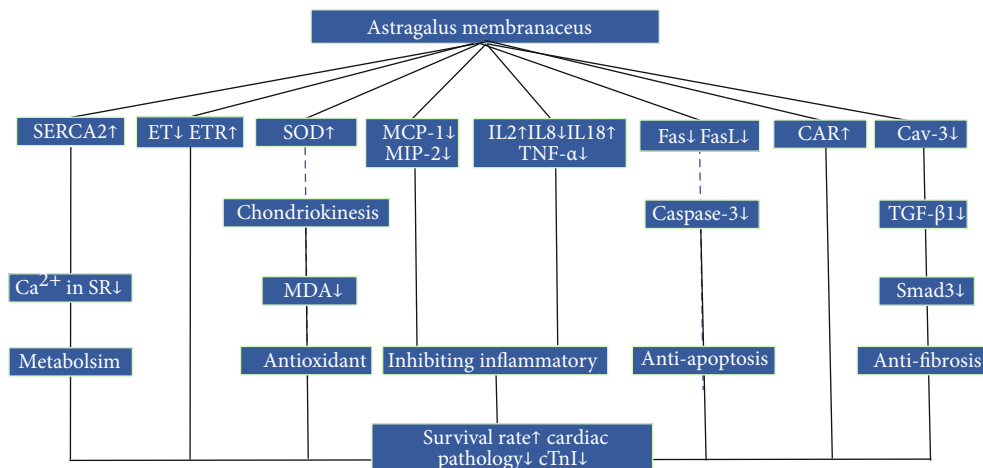 Astragalus membranaceus
SERCA2↑
ET↓ ETR↑
SOD↑
MCP-1↓
MIP-2↓
IL2↑IL8↓IL18↑
TNF-α↓
Fas↓ FasL↓
CAR↑
Cav-3↓
Chondriokinesis
Caspase-3↓
TGF-β1↓
Ca²⁺ in SR↓
MDA↓
Smad3↓
Metabolsim
Antioxidant
Inhibiting inflammatory
Anti-apoptosis
Anti-fibrosis
Survival rate↑ cardiac
pathology↓ cTnI↓